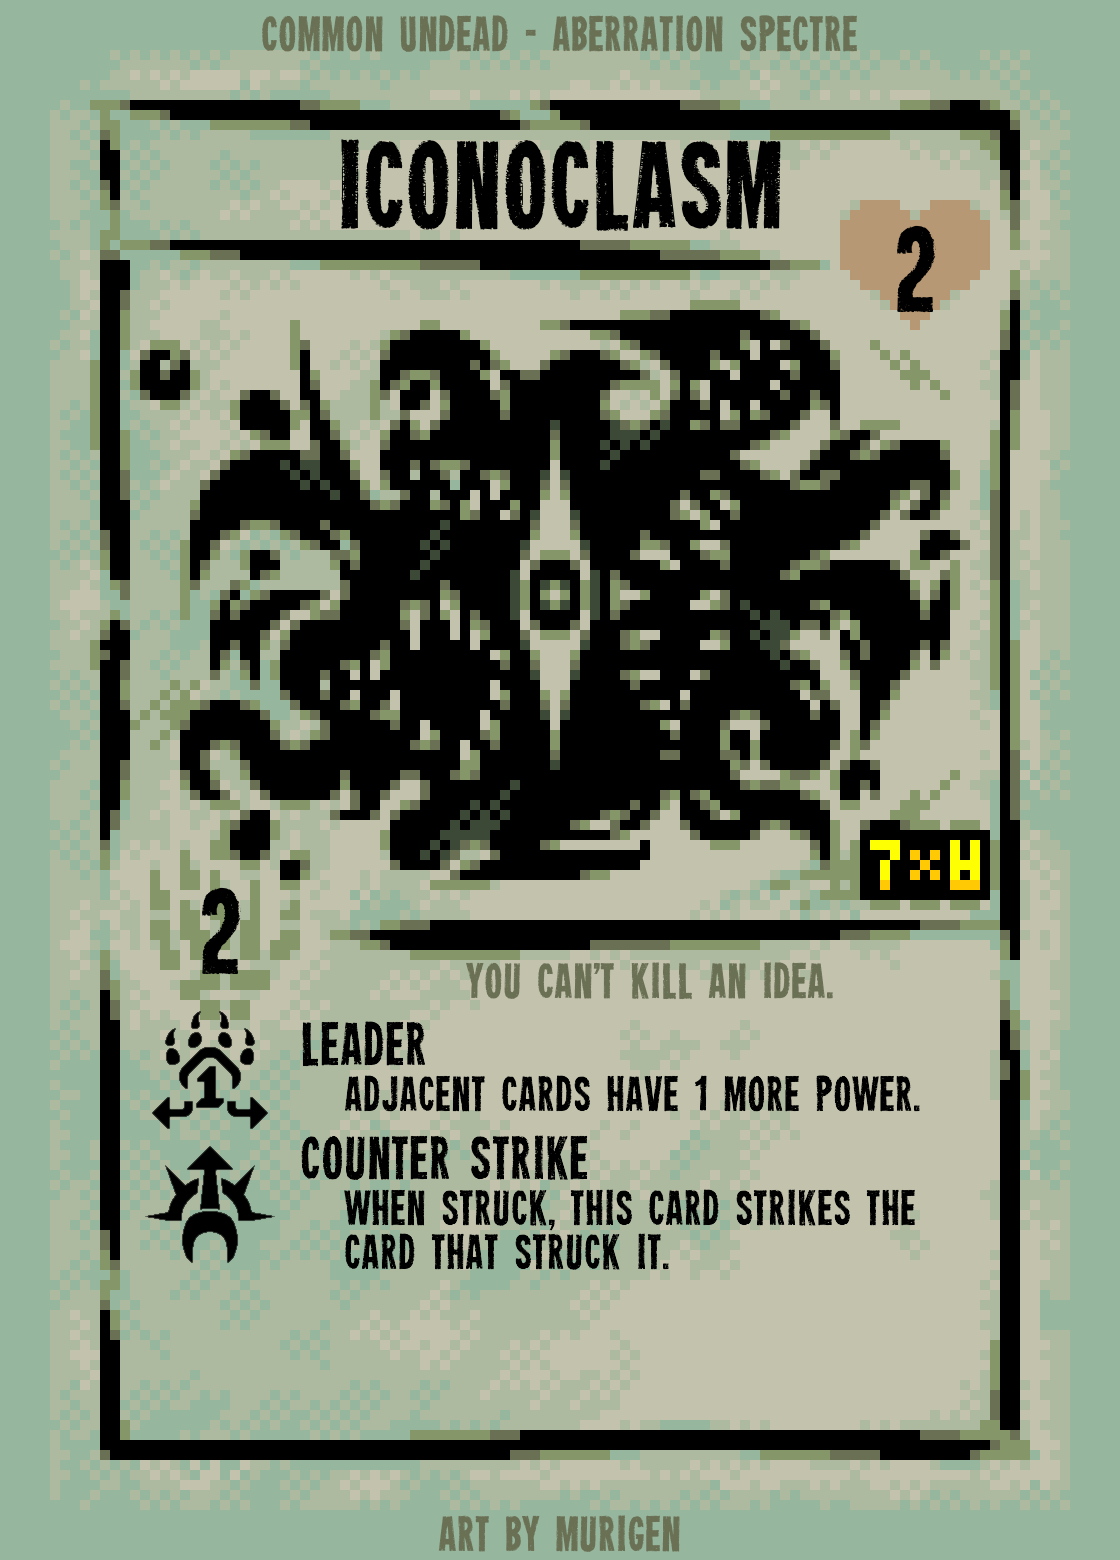 COMMON UNDEAD - ABERRATION SPECTRE
ICONOCLASM
2
2
YOU CAN'T KILL AN IDEA.
LEADER
1
ADJACENT CARDS HAVE 1 MORE POWER.
COUNTER STRIKE
WHEN STRUCK, THIS CARD STRIKES THE
CARD THAT STRUCK IT.
ART BY MURIGEN